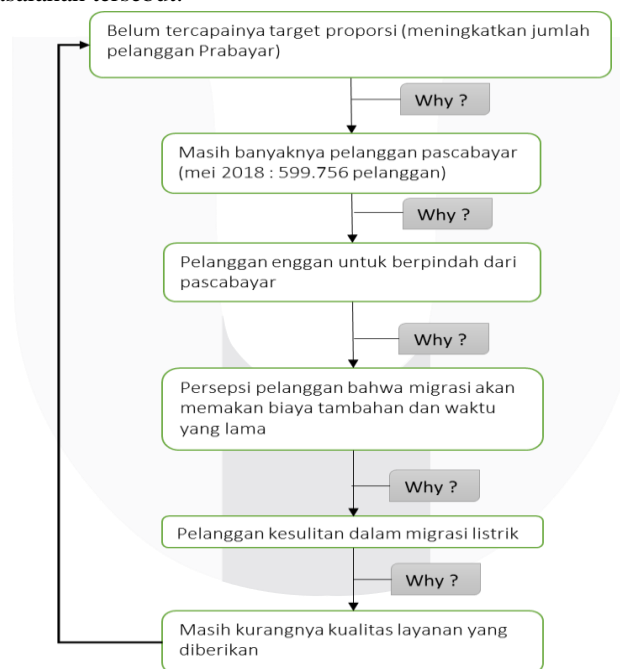 Belum tercapainya target proporsi (meningkatkan jumlah
pelanggan Prabayar)
Why ?
Masih banyaknya pelanggan pascabayar
(mei 2018 : 599.756 pelanggan)
Why ?
Pelanggan enggan untuk berpindah dari
pascabayar
Why ?
Persepsi pelanggan bahwa migrasi akan
memakan biaya tambahan dan waktu
yang lama
Why ?
Pelanggan kesulitan dalam migrasi listrik
Why ?
Masih kurangnya kualitas layanan yang
diberikan